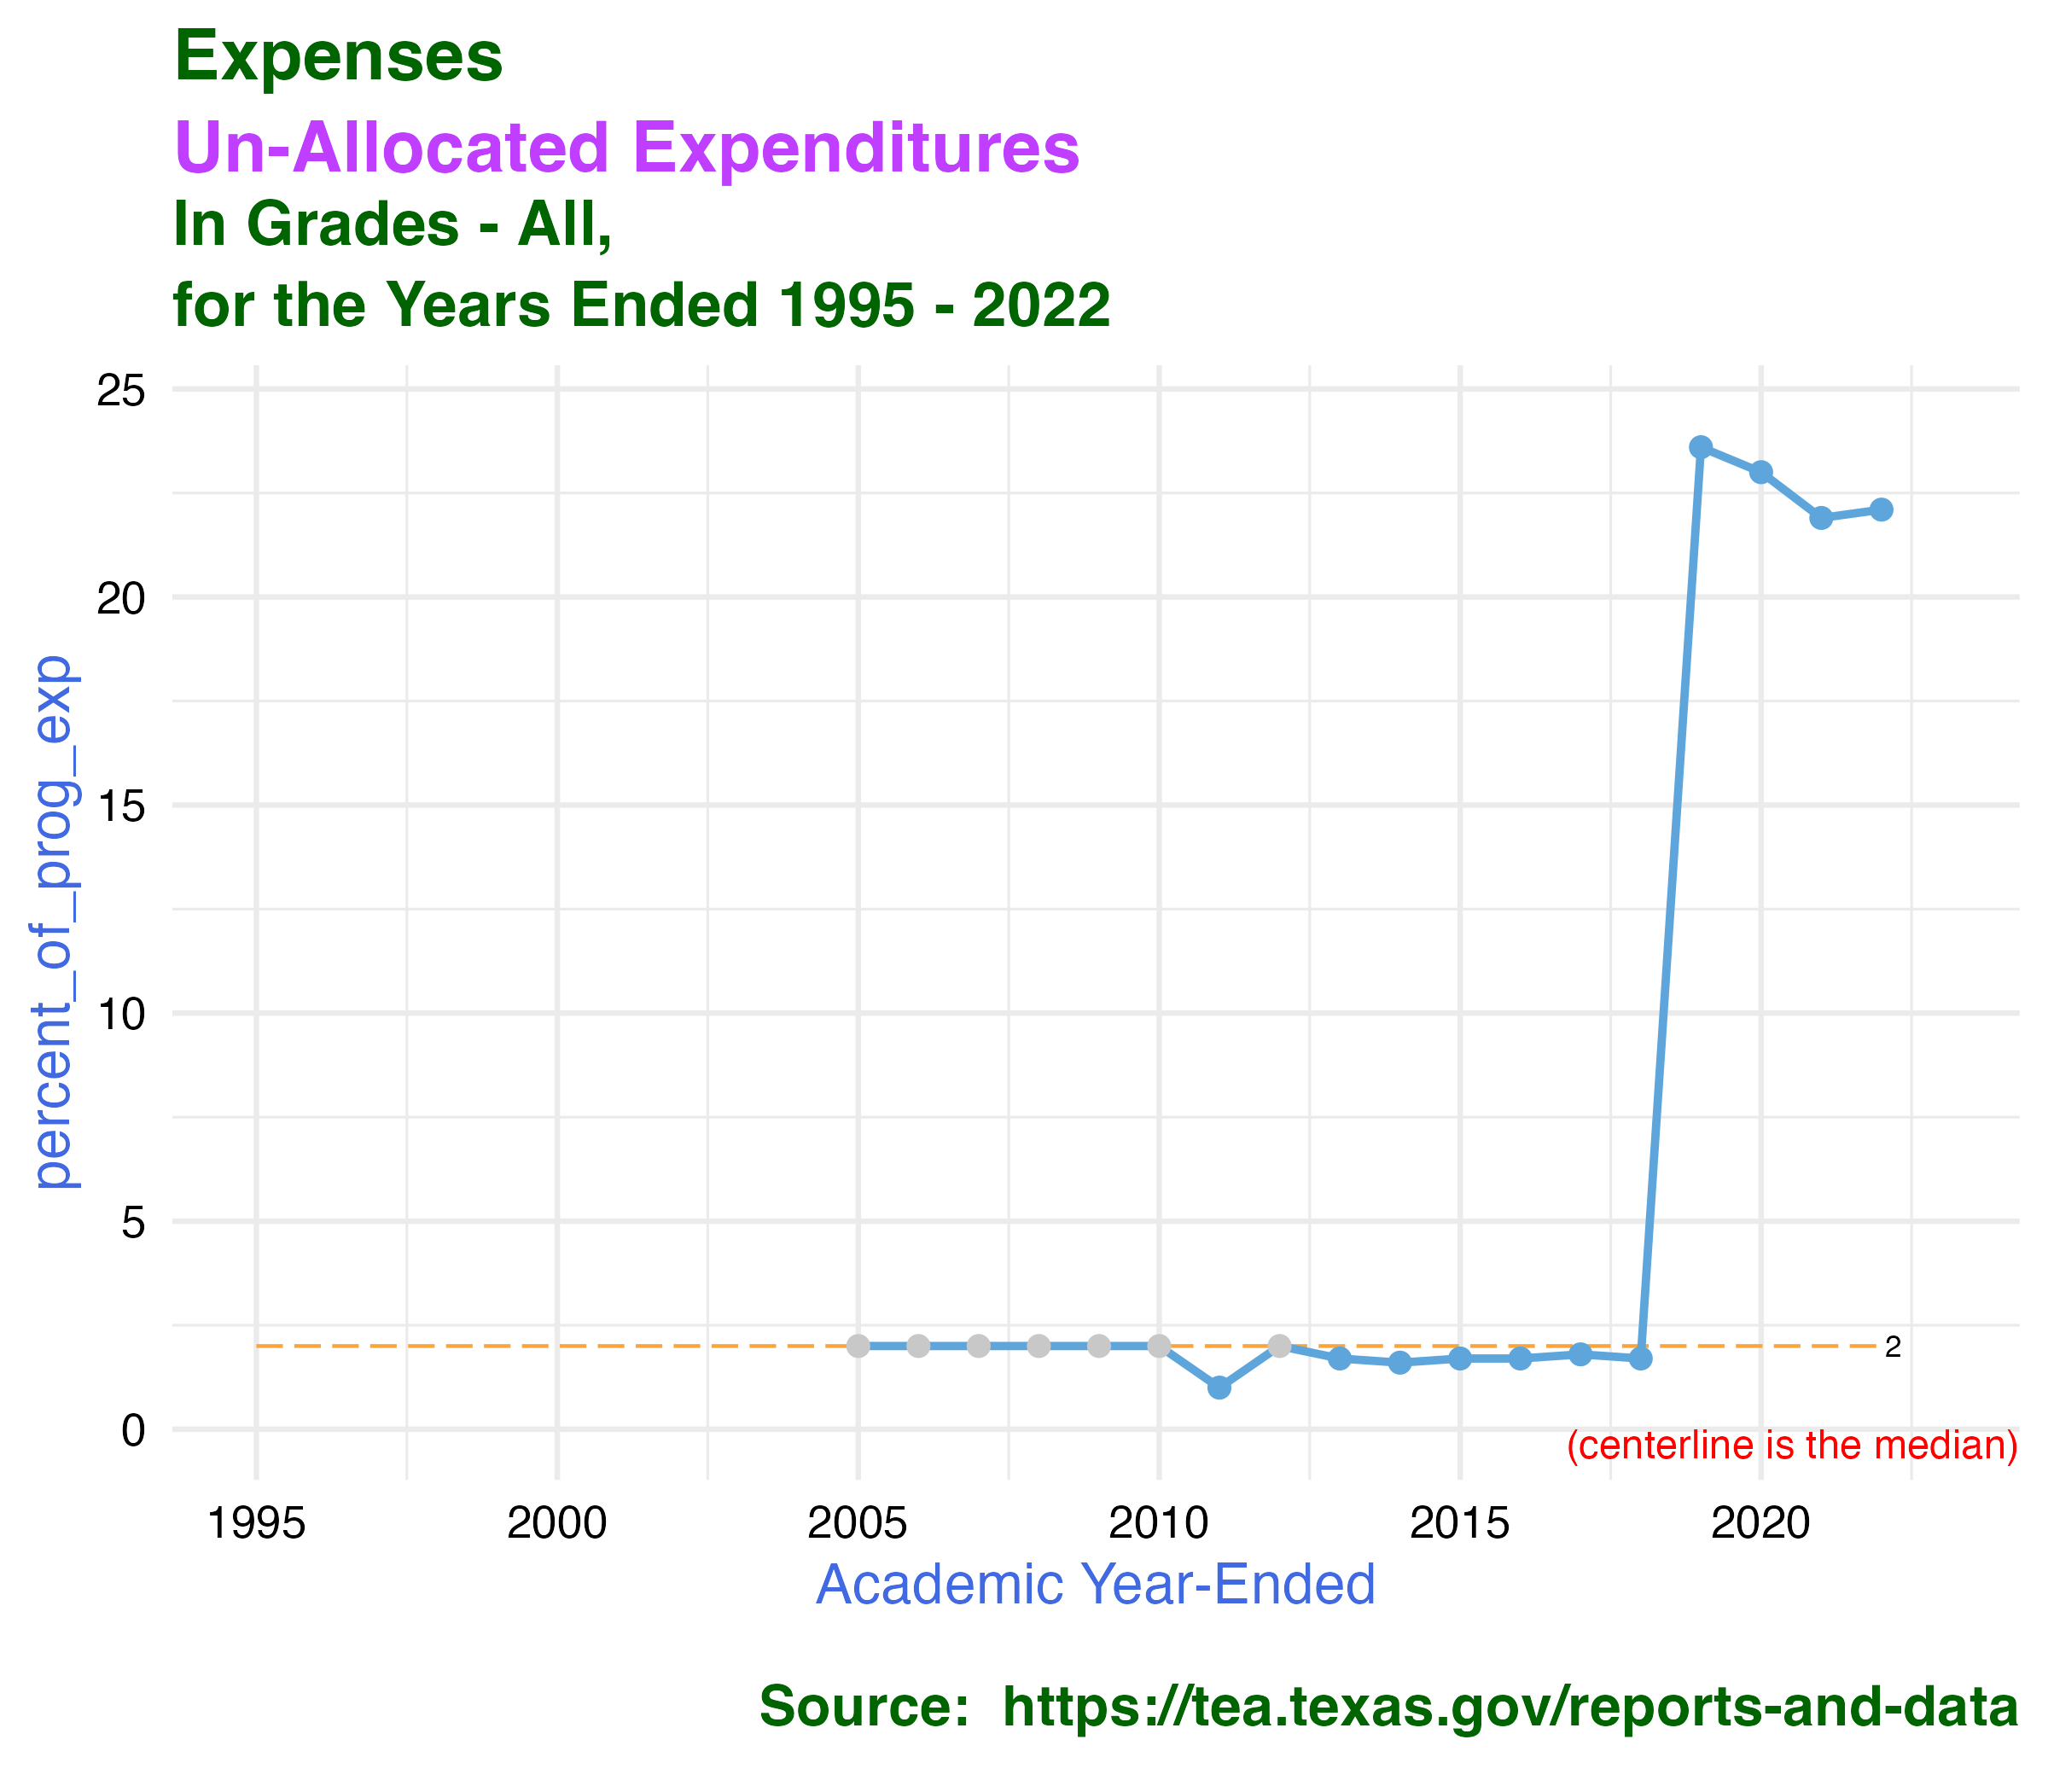 Expenses
Un-Allocated Expenditures
In Grades - All,
for the Years Ended 1995 - 2022
25
20
15
10
5
0
percent_of_prog_exp
2
(centerline is the median)
1995 2000 2005 2010 2015 2020
Academic Year-Ended
Source:  https://tea.texas.gov/reports-and-data